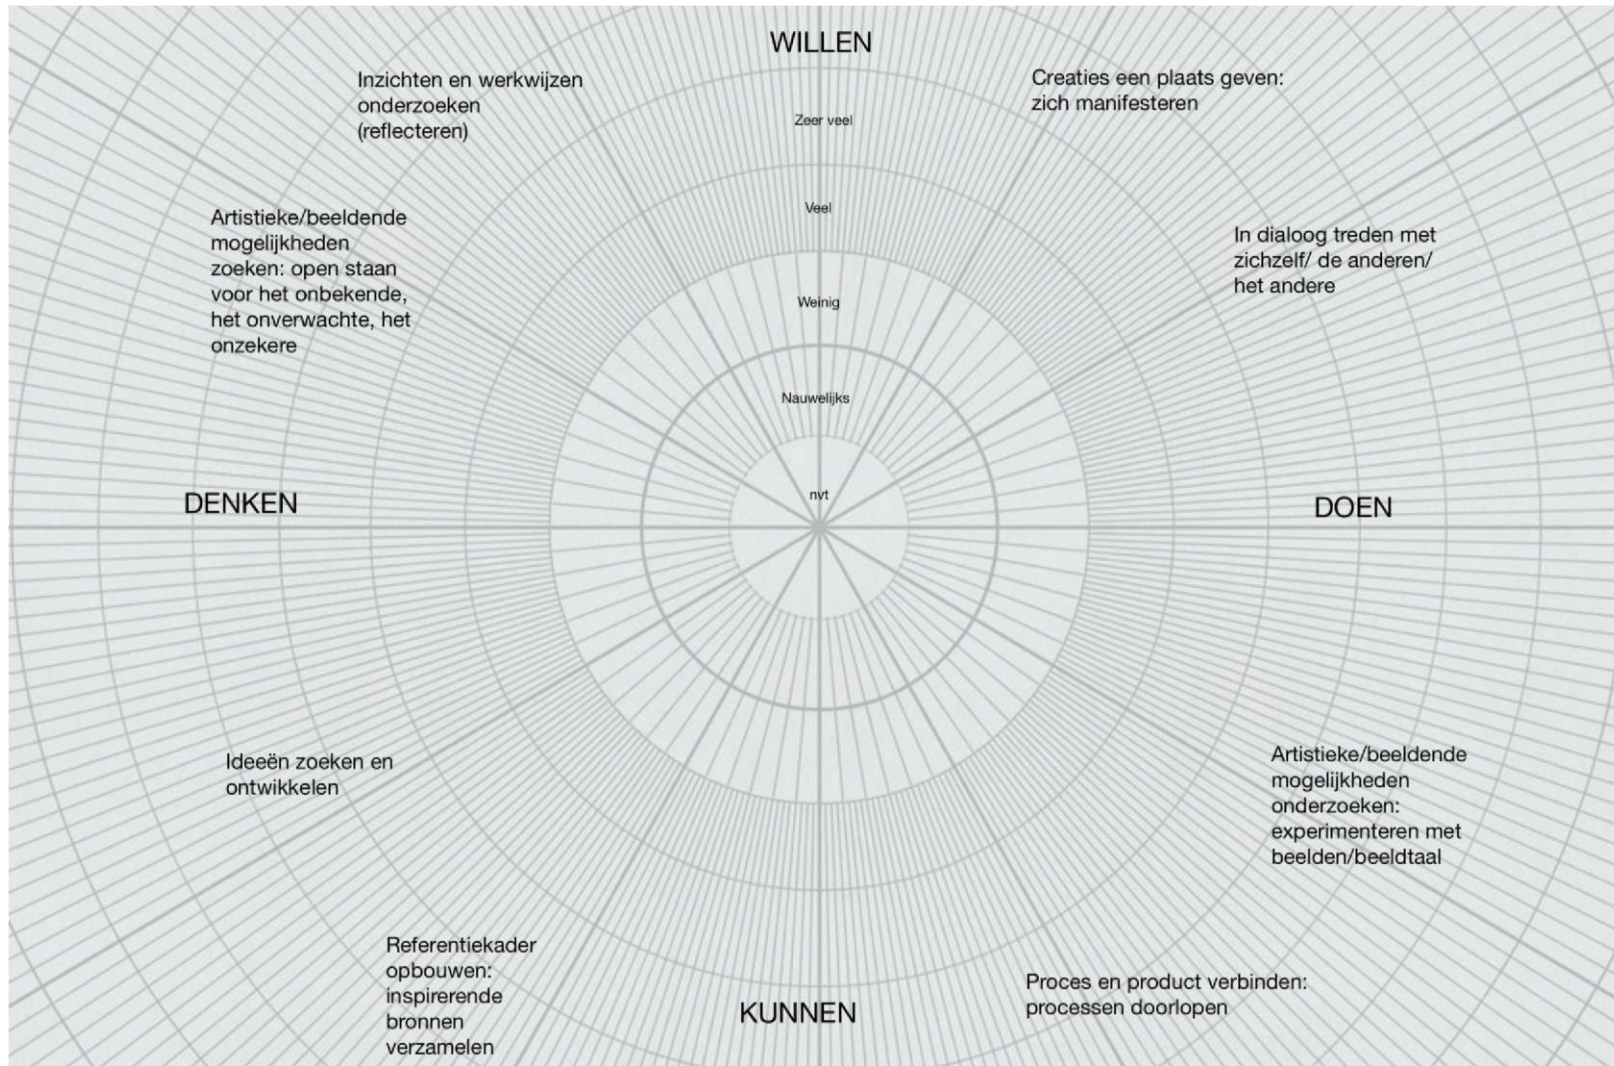 WILLEN
Inzichten en werkwijzen
onderzoeken
(reflecteren)
Creaties een plaats geven:
zich manifesteren
Zeer veel
Veel
Artistieke/beeldende
mogelijkheden
zoeken: open staan
voor het onbekende,
het onverwachte, het
onzekere
In dialoog treden met
zichzelf/ de anderen/
het andere
Weinig
Nauwelijks
nvt
DENKEN
DOEN
Ideeën zoeken en
ontwikkelen
Artistieke/beeldende
mogelijkheden
onderzoeken:
experimenteren met
beelden/beeldtaal
Referentiekader
opbouwen:
inspirerende
bronnen
verzamelen
KUNNEN
Proces en product verbinden:
processen doorlopen